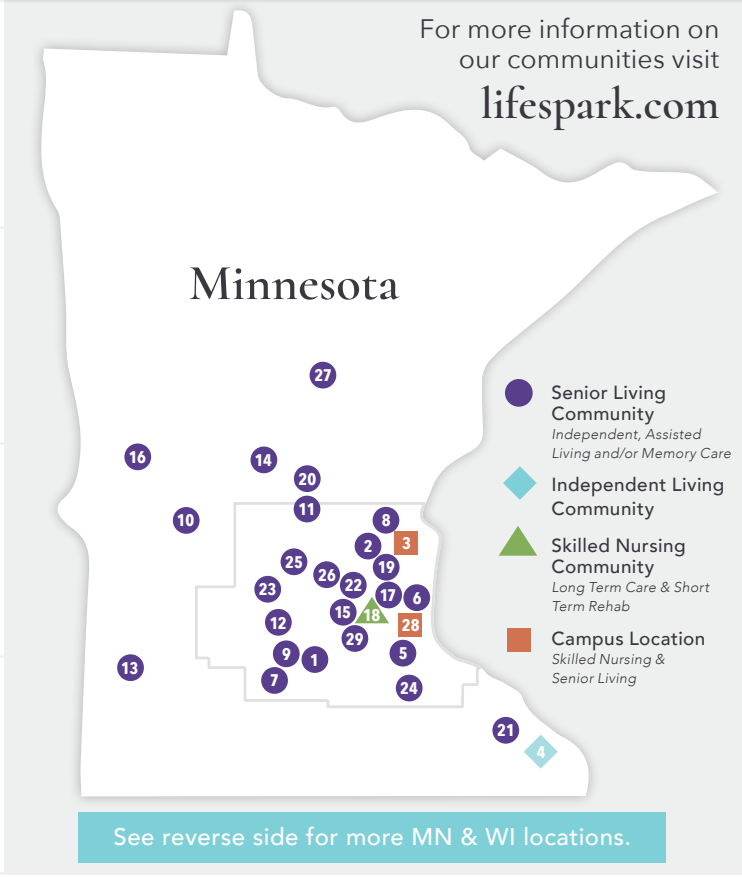 For more information on
our communities visit
lifespark.com
Minnesota
27
16
14
20
11
10
8
2
3
25
19
26
22
23
17
6
15
18
12
28
29
9
1
5
13
7
24
21
4
Senior Living
Community
Independent, Assisted
Living and/or Memory Care
Independent Living
Community
Skilled Nursing
Community
Long Term Care & Short
Term Rehab
Campus Location
Skilled Nursing &
Senior Living
See reverse side for more MN & WI locations.